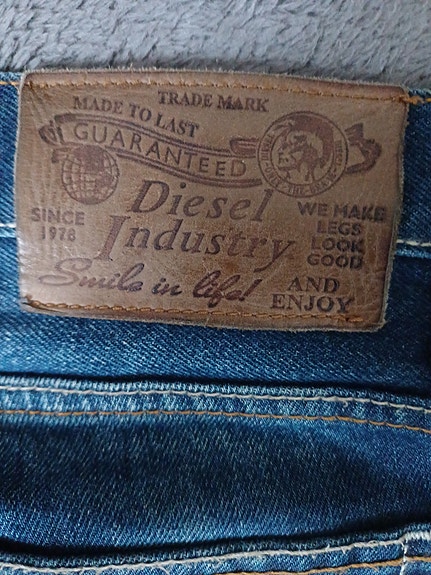 TRADE MARK
MADE TO LAST
GUARANTEED
Diesel
Industry
SINCE
1978
WE MAKE
LEGS
LOOK
GOOD
Smile in life!
AND
ENJOY